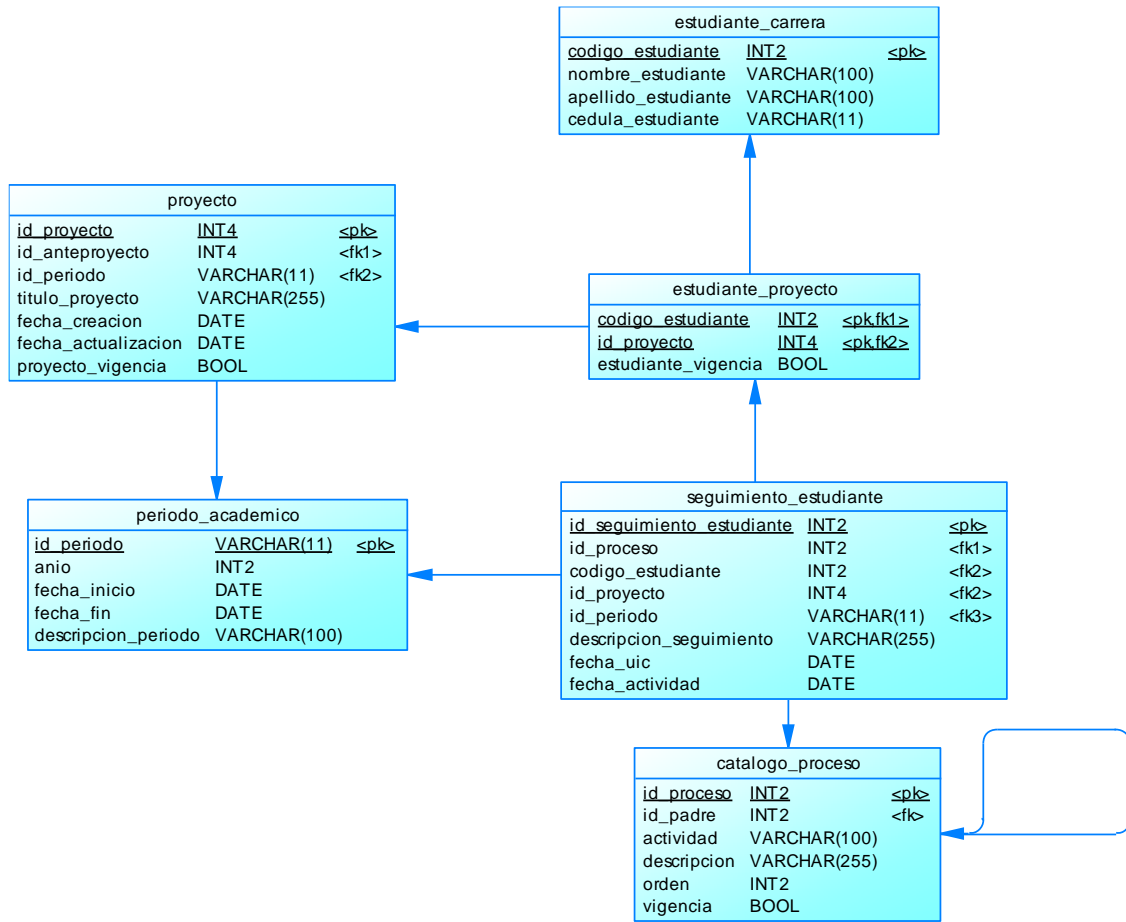 estudiante_carrera
codigo_estudiante INT2 <pk>
nombre_estudiante VARCHAR(100)
apellido_estudiante VARCHAR(100)
cedula_estudiante VARCHAR(11)
proyecto
id_proyecto INT4 <pk>
id_anteproyecto INT4 <fk1>
id_periodo VARCHAR(11) <fk2>
titulo_proyecto VARCHAR(255)
fecha_creacion DATE
fecha_actualizacion DATE
proyecto_vigencia BOOL
estudiante_proyecto
codigo_estudiante INT2 <pk,fk1>
id_proyecto INT4 <pk,fk2>
estudiante_vigencia BOOL
periodo_academico
id_periodo VARCHAR(11) <pk>
anio INT2
fecha_inicio DATE
fecha_fin DATE
descripcion_periodo VARCHAR(100)
seguimiento_estudiante
id_seguimiento_estudiante INT2 <pk>
id_proceso INT2 <fk1>
codigo_estudiante INT2 <fk2>
id_proyecto INT4 <fk2>
id_periodo VARCHAR(11) <fk3>
descripcion_seguimiento VARCHAR(255)
fecha_uic DATE
fecha_actividad DATE
catalogo_proceso
id_proceso INT2 <pk>
id_padre INT2 <fk>
actividad VARCHAR(100)
descripcion VARCHAR(255)
orden INT2
vigencia BOOL